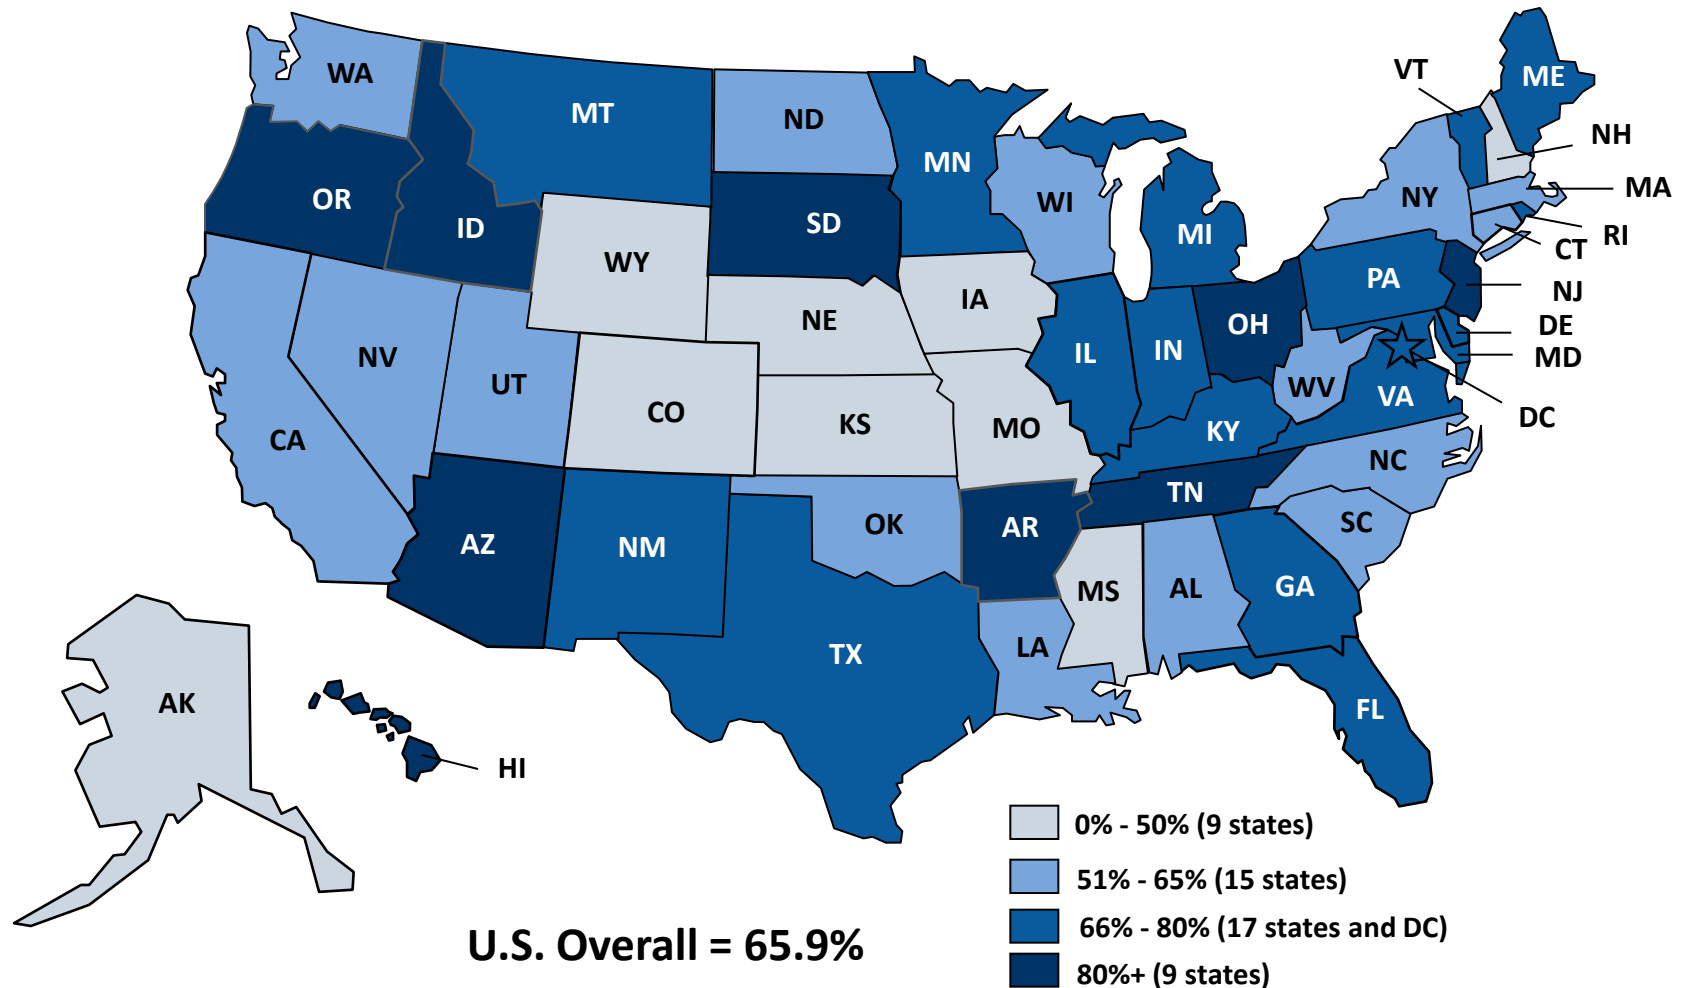 WA
MT
ND
MN
VT
ME
NH
MA
RI
CT
NJ
DE
MD
DC
OR
ID
WY
SD
WI
MI
NY
PA
NE
IA
IL
IN
OH
WV
VA
NV
UT
CO
KS
MO
KY
CA
AZ
NM
OK
AR
TN
NC
SC
TX
LA
MS
AL
GA
FL
AK
HI
0% - 50% (9 states)
51% - 65% (15 states)
66% - 80% (17 states and DC)
80%+ (9 states)
U.S. Overall = 65.9%